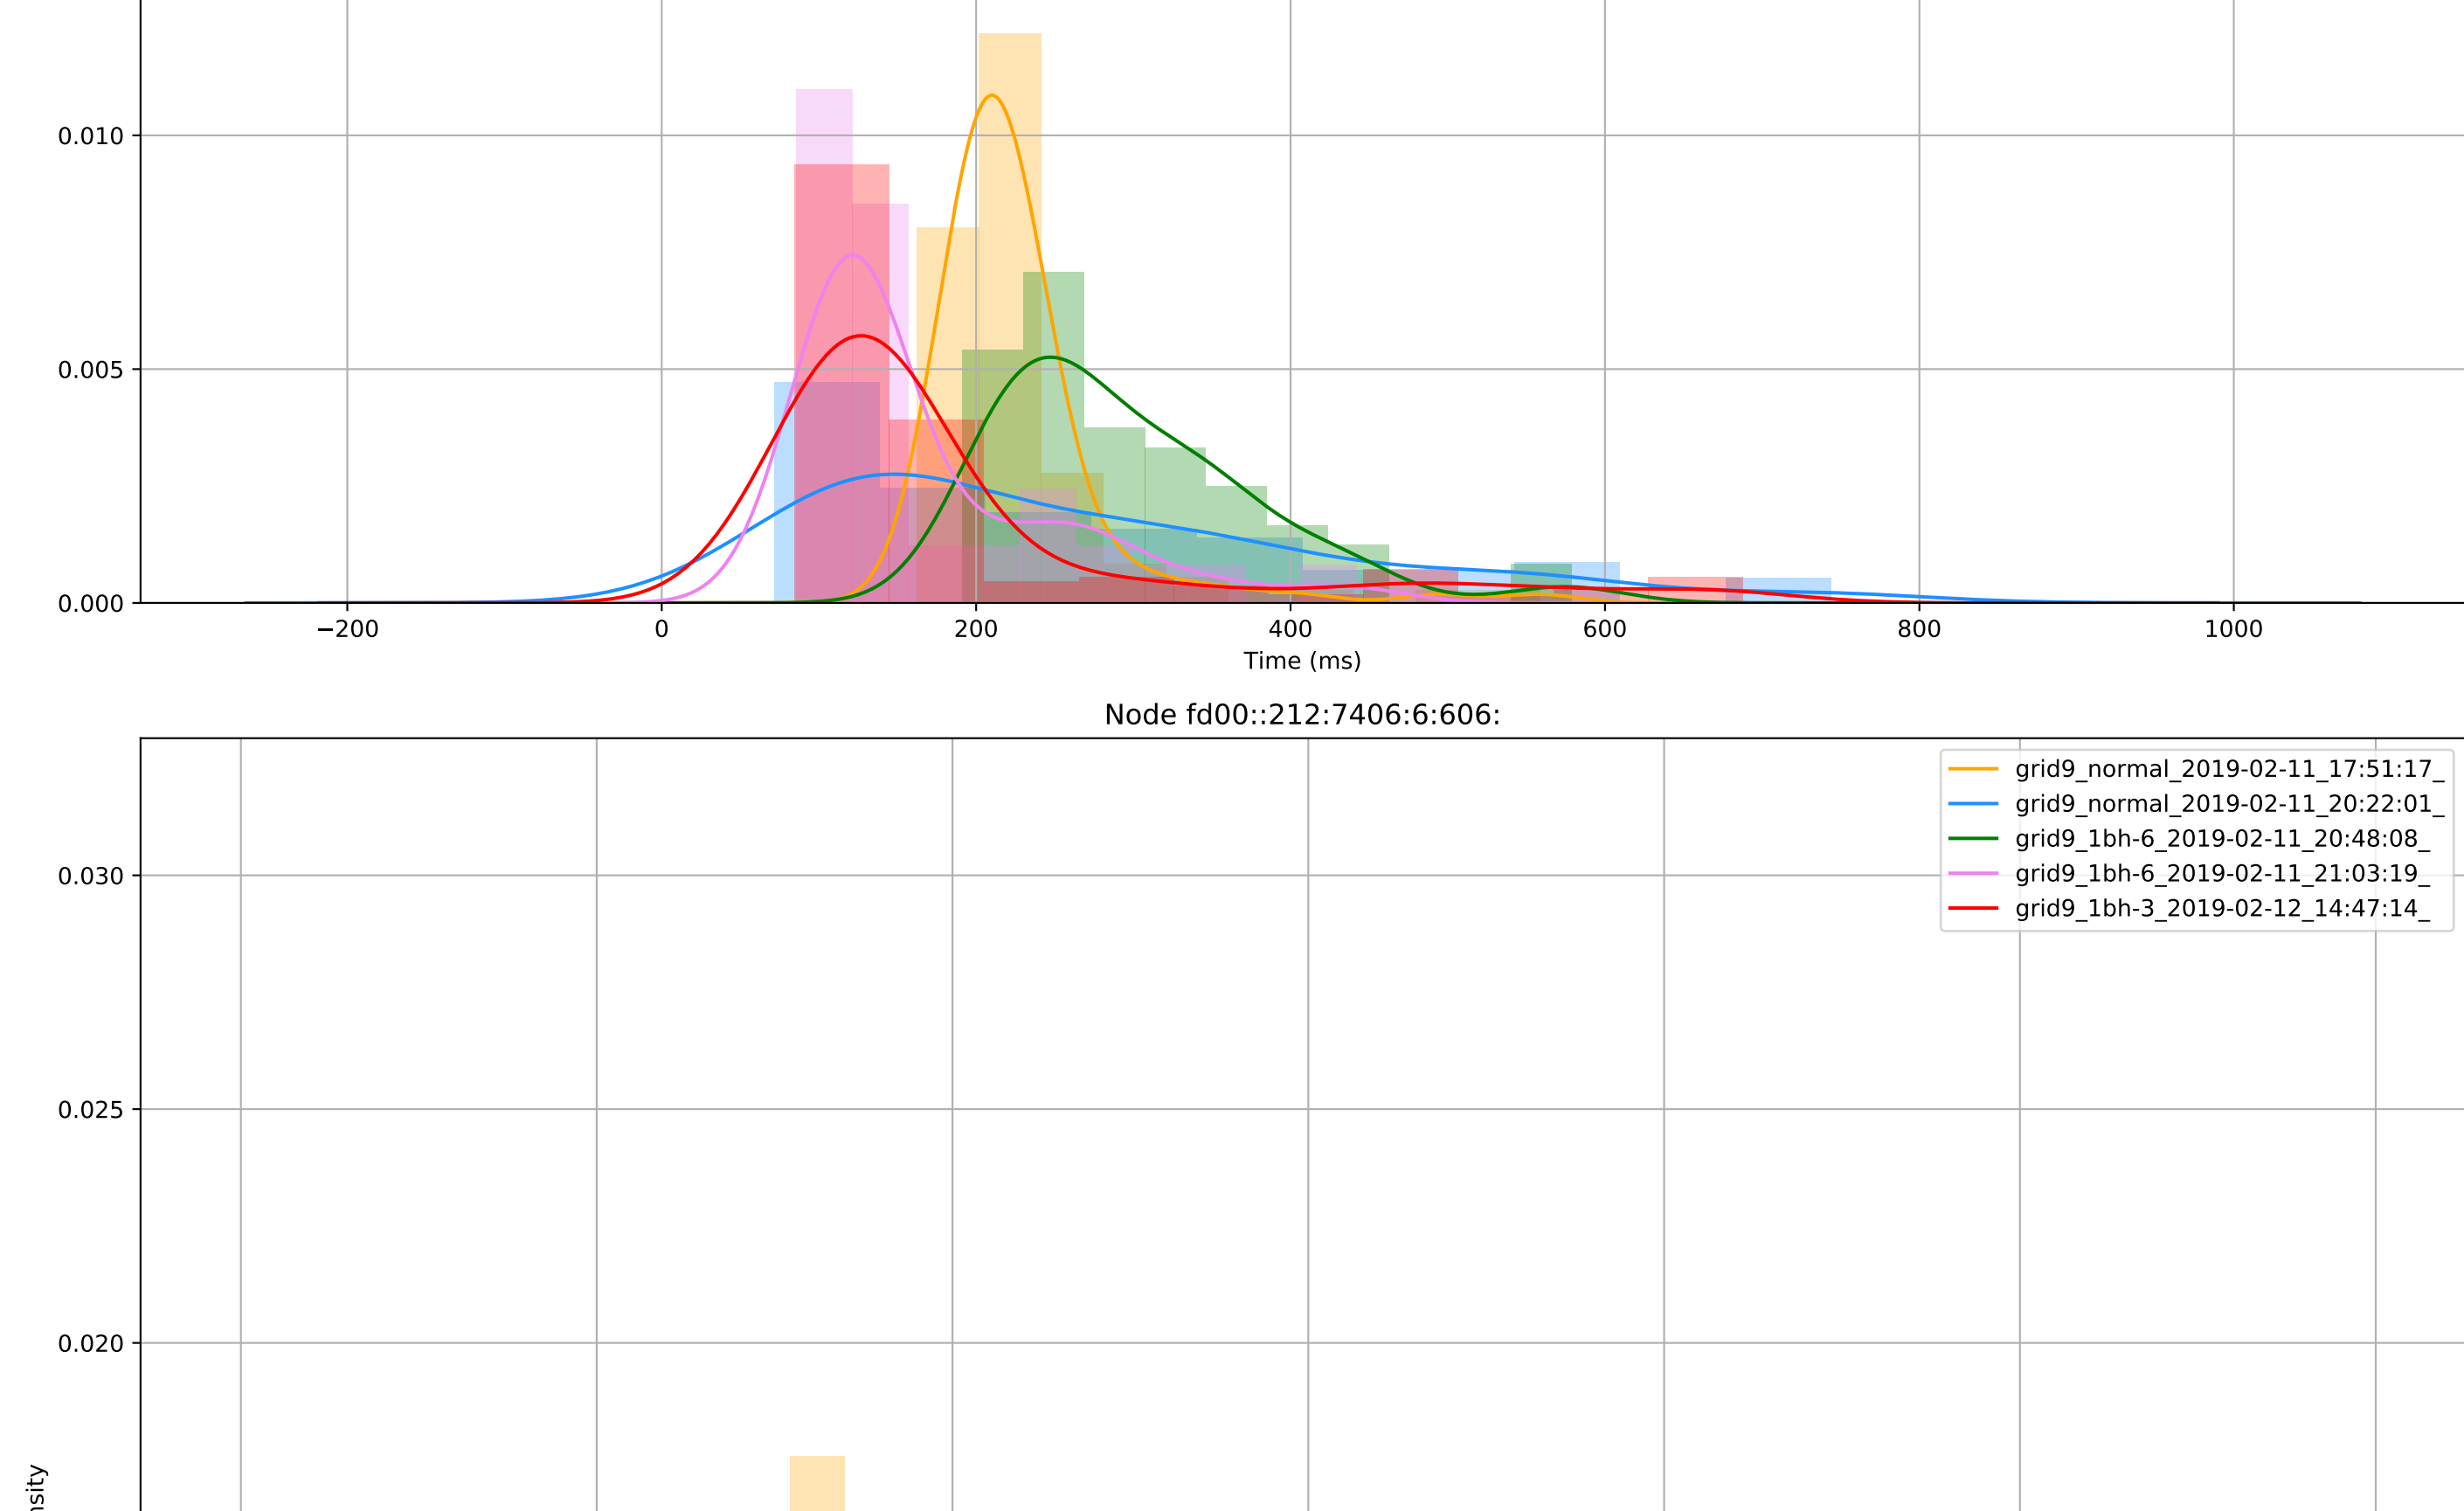 0.010
0.005
0.000
−200 0 200 400 600 800 1000
Time (ms)
Node fd00::212:7406:6:606:
grid9_normal_2019-02-11_17:51:17_
grid9_normal_2019-02-11_20:22:01_
grid9_1bh-6_2019-02-11_20:48:08_
grid9_1bh-6_2019-02-11_21:03:19_
grid9_1bh-3_2019-02-12_14:47:14_
0.030
0.025
0.020